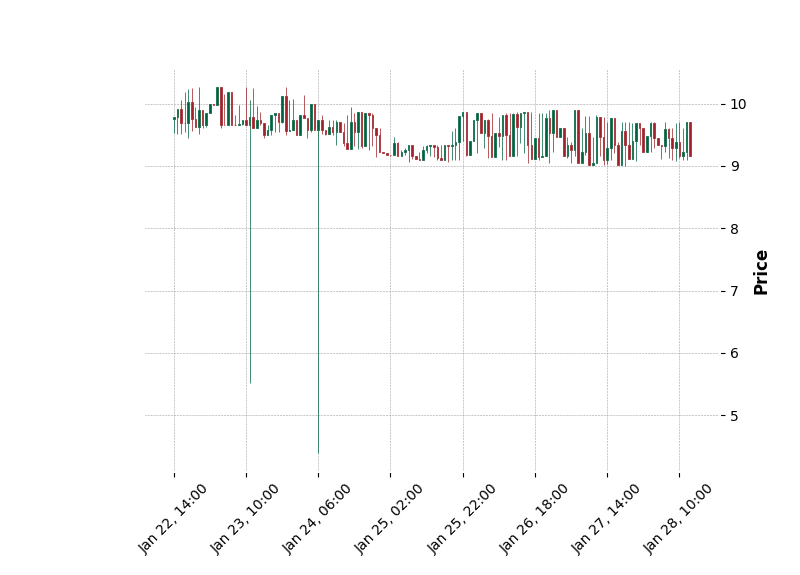 10
9
8
7
6
5
Price
Jan 22, 14:00
Jan 23, 10:00
Jan 24, 06:00
Jan 25, 02:00
Jan 25, 22:00
Jan 26, 18:00
Jan 27, 14:00
Jan 28, 10:00